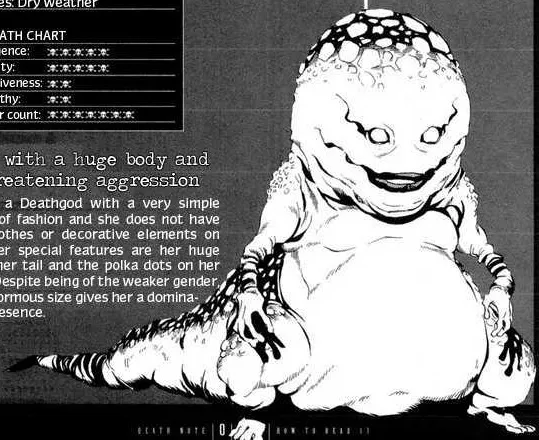 es: Dry weather
ATH CHART
ence:
ty:
iveness:
thy:
r count:
with a huge body and
reatening aggression
a Deathgod with a very simple
of fashion and she does not have
othes or decorative elements on
er special features are her huge
her tail and the polka dots on her
Despite being of the weaker gender,
ormous size gives her a domina-
esence.
DEATH NOTE
HOW TO READ 13